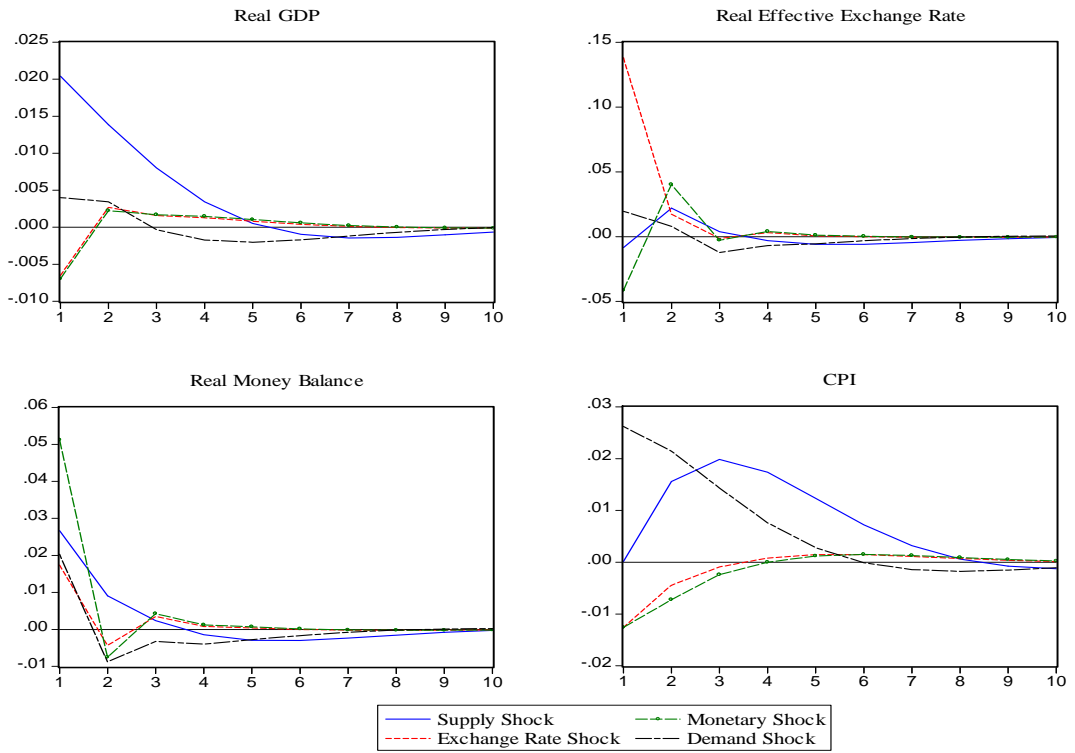 Real GDP
.025
.020
.015
.010
.005
.000
-.005
-.010
1 2 3 4 5 6 7 8 9 10
Real Effective Exchange Rate
.15
.10
.05
.00
-.05
1 2 3 4 5 6 7 8 9 10
Real Money Balance
.06
.05
.04
.03
.02
.01
.00
-.01
1 2 3 4 5 6 7 8 9 10
CPI
.03
.02
.01
.00
-.01
-.02
1 2 3 4 5 6 7 8 9 10
Supply Shock
Exchange Rate Shock
Monetary Shock
Demand Shock